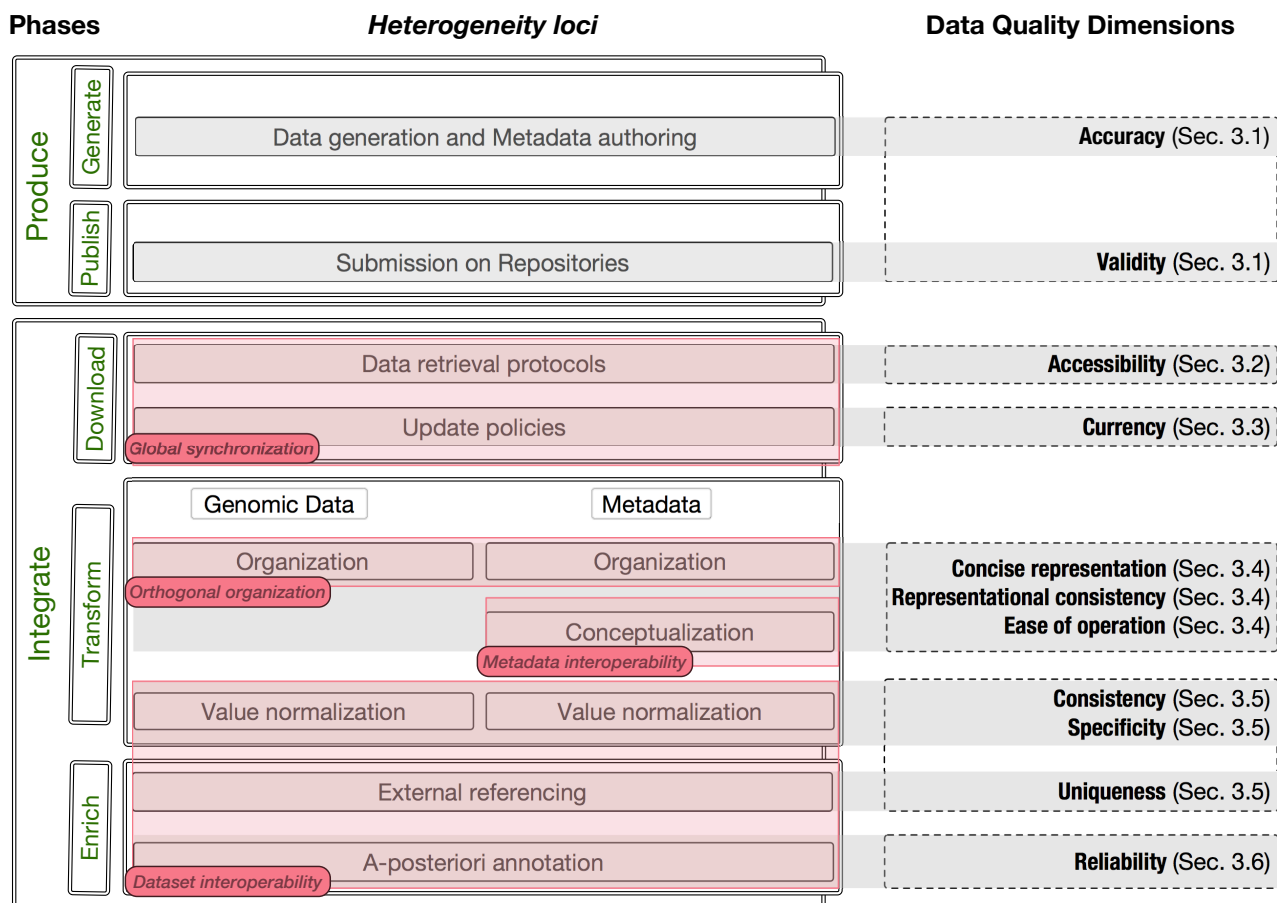 Phases
Heterogeneity loci
Data Quality Dimensions
Produce
Generate
Data generation and Metadata authoring
Accuracy (Sec. 3.1)
Publish
Submission on Repositories
Validity (Sec. 3.1)
Integrate
Download
Data retrieval protocols
Accessibility (Sec. 3.2)
Update policies
Currency (Sec. 3.3)
Global synchronization
Transform
Genomic Data
Metadata
Organization
Organization
Concise representation (Sec. 3.4)
Orthogonal organization
Representational consistency (Sec. 3.4)
Conceptualization
Ease of operation (Sec. 3.4)
Metadata interoperability
Value normalization
Value normalization
Consistency (Sec. 3.5)
Specificity (Sec. 3.5)
Enrich
External referencing
Uniqueness (Sec. 3.5)
A-posteriori annotation
Reliability (Sec. 3.6)
Dataset interoperability